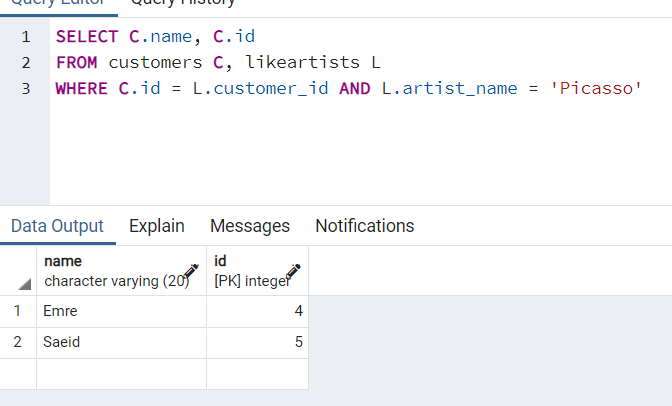 Query Editor Query History
1 SELECT C.name, C.id
2 FROM customers C, likeartists L
3 WHERE C.id = L.customer_id AND L.artist_name = 'Picasso'
Data Output Explain Messages Notifications
name id
character varying (20) [PK] integer
1 Emre 4
2 Saeid 5